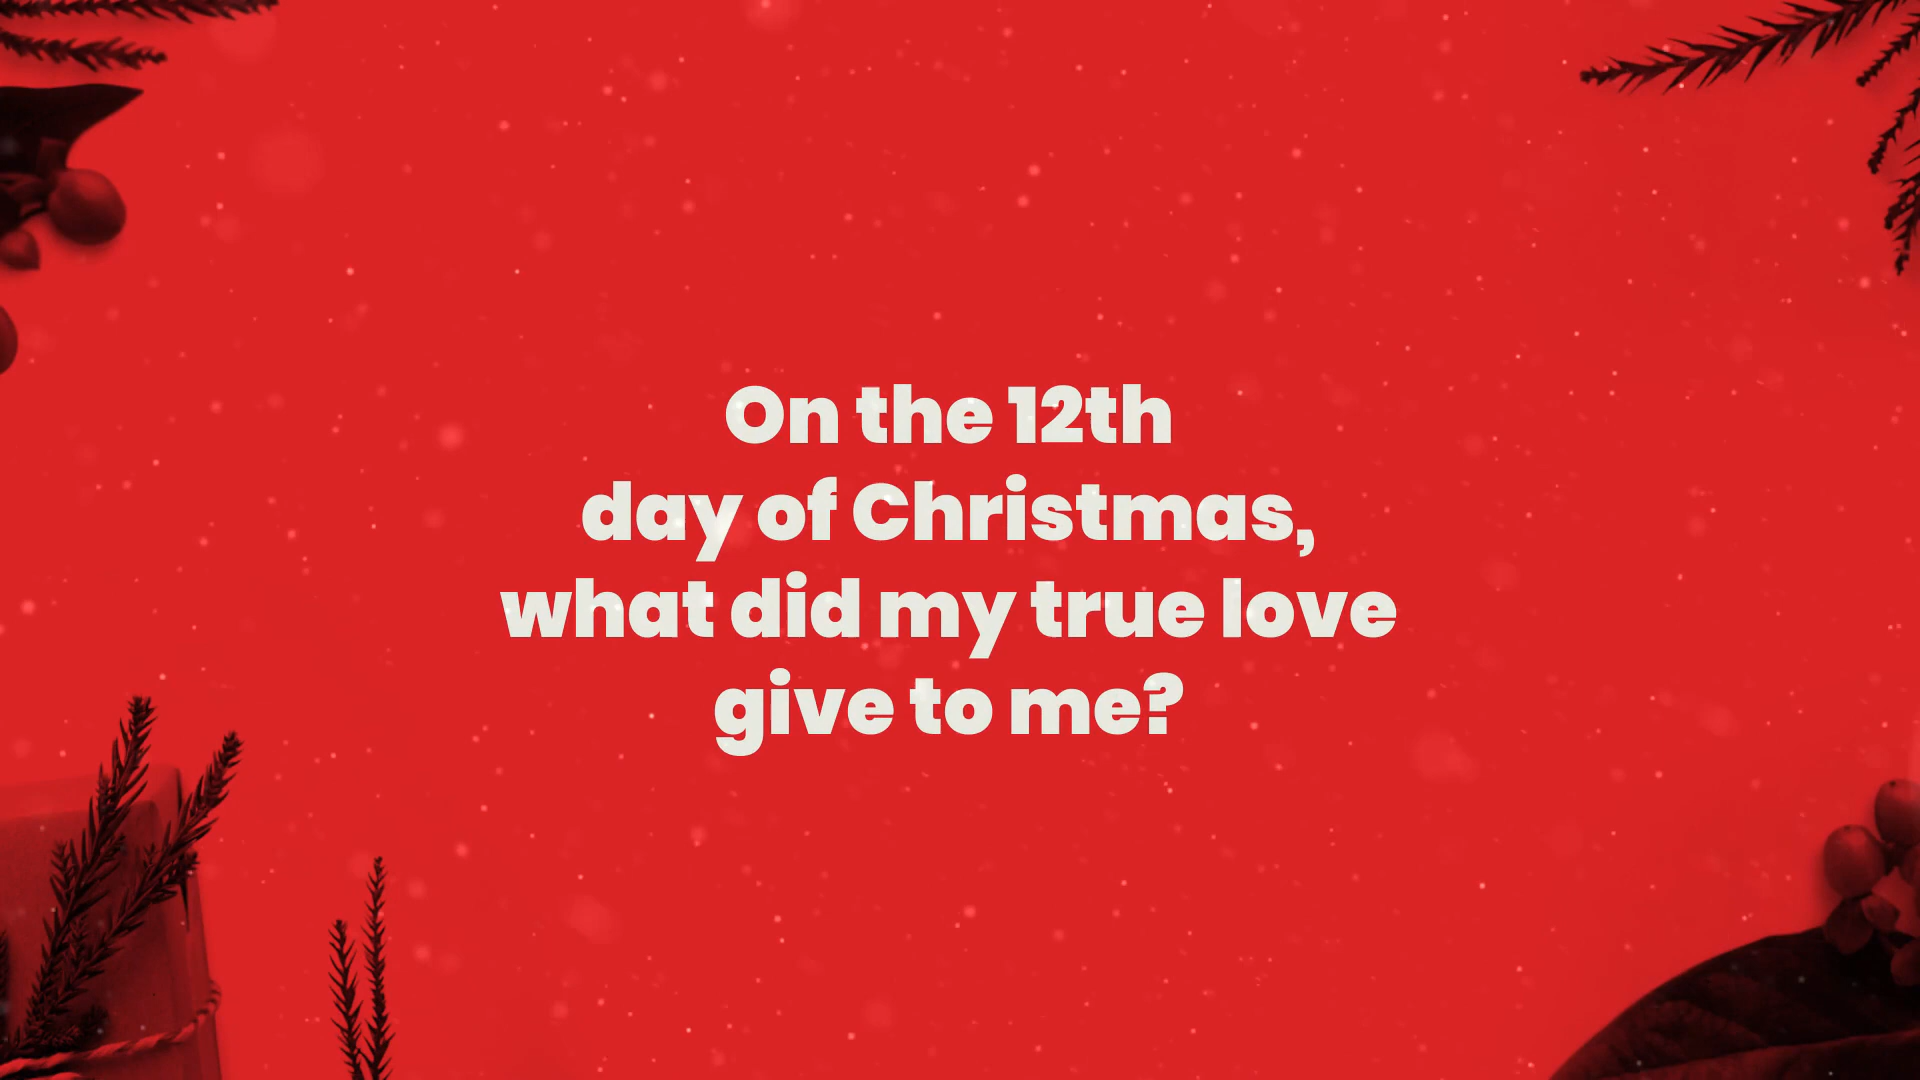 On the 12th
day of Christmas,
what did my true love
give to me?